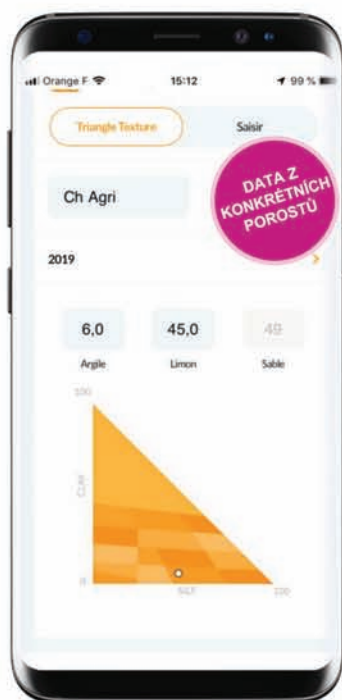 Orange F 15:12 99 %
Triangle Texture Saisir
Ch Agri
DATA Z
KONKRÉTNÍCH
POROSTŮ
2019
6,0 45,0 49
Argile Limon Sable
100
CLAY
0 SILT 100